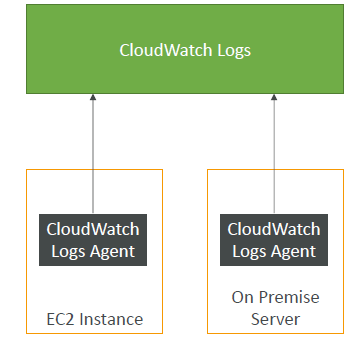 CloudWatch Logs
CloudWatch
Logs Agent
EC2 Instance
CloudWatch
Logs Agent
On Premise
Server